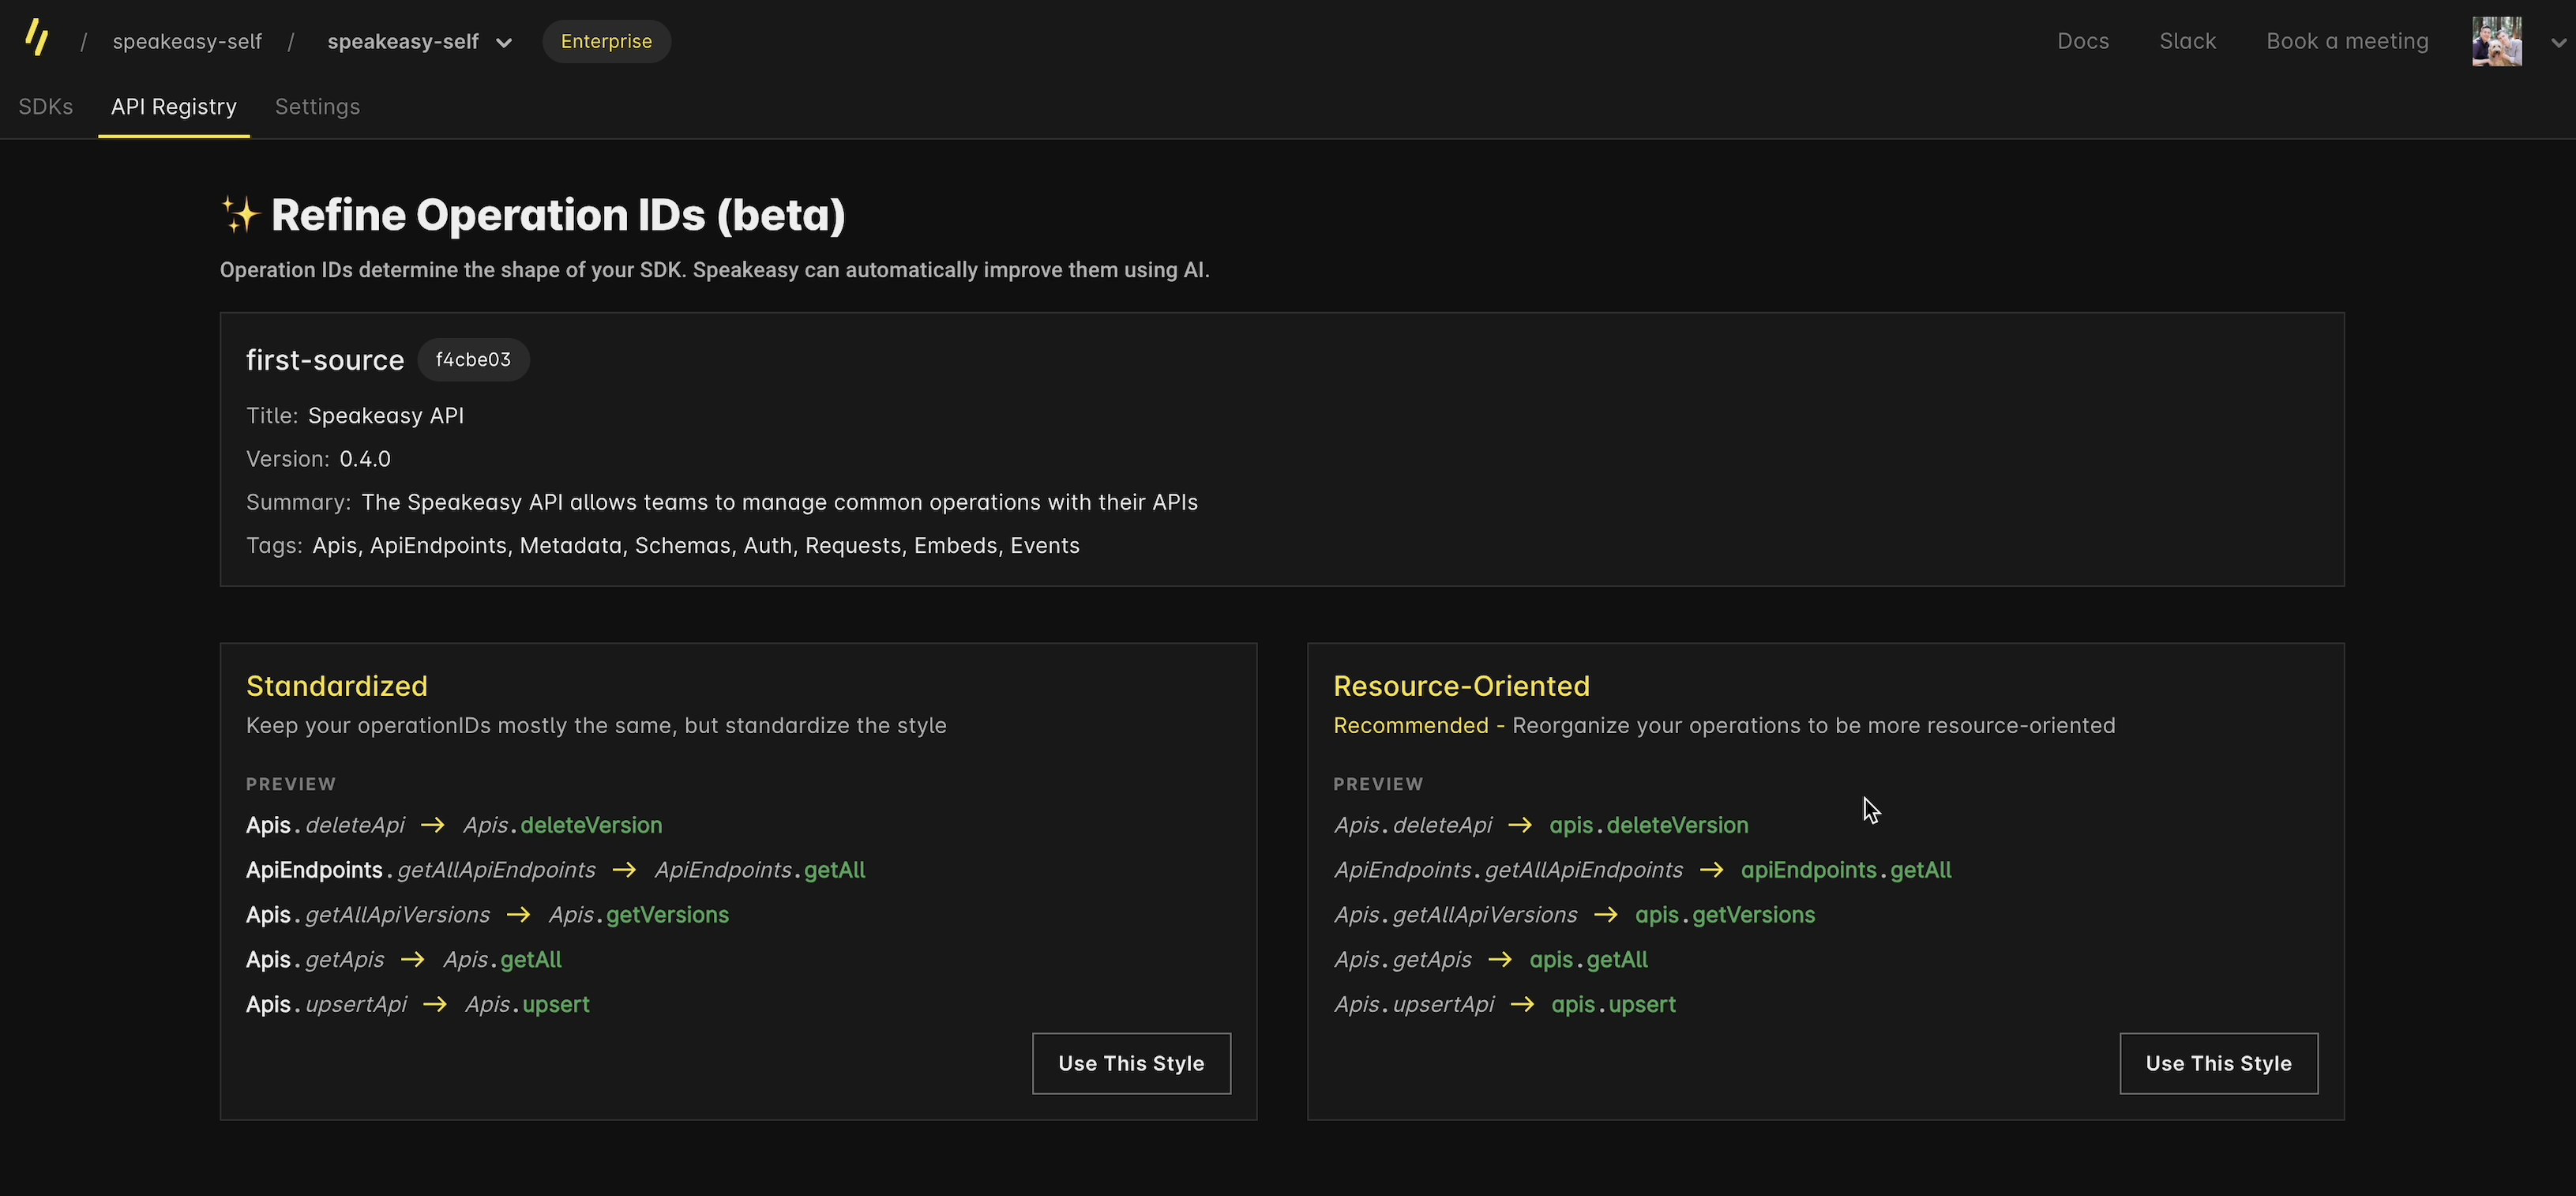 / speakeasy-self / speakeasy-self Enterprise Docs Slack Book a meeting
SDKs API Registry Settings
✨ Refine Operation IDs (beta)
Operation IDs determine the shape of your SDK. Speakeasy can automatically improve them using AI.
first-source f4cbe03
Title: Speakeasy API
Version: 0.4.0
Summary: The Speakeasy API allows teams to manage common operations with their APIs
Tags: Apis, ApiEndpoints, Metadata, Schemas, Auth, Requests, Embeds, Events
Standardized
Keep your operationIDs mostly the same, but standardize the style
PREVIEW
Apis.deleteApi → Apis.deleteVersion
ApiEndpoints.getAllApiEndpoints → ApiEndpoints.getAll
Apis.getAllApiVersions → Apis.getVersions
Apis.getApis → Apis.getAll
Apis.upsertApi → Apis.upsert
Use This Style
Resource-Oriented
Recommended - Reorganize your operations to be more resource-oriented
PREVIEW
Apis.deleteApi → apis.deleteVersion
ApiEndpoints.getAllApiEndpoints → apiEndpoints.getAll
Apis.getAllApiVersions → apis.getVersions
Apis.getApis → apis.getAll
Apis.upsertApi → apis.upsert
Use This Style